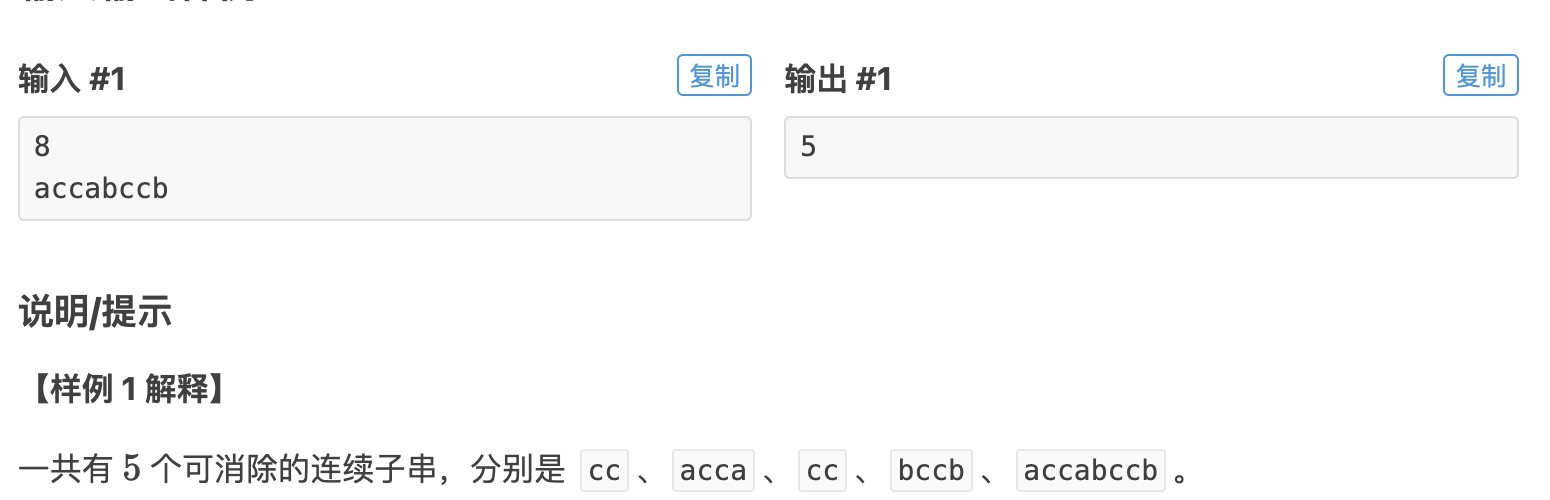 输入 #1
复制
输出 #1
复制
8
accabccb
5
说明/提示
【样例 1 解释】
一共有 5 个可消除的连续子串，分别是 cc 、 acca 、 cc 、 bccb 、 accabccb 。